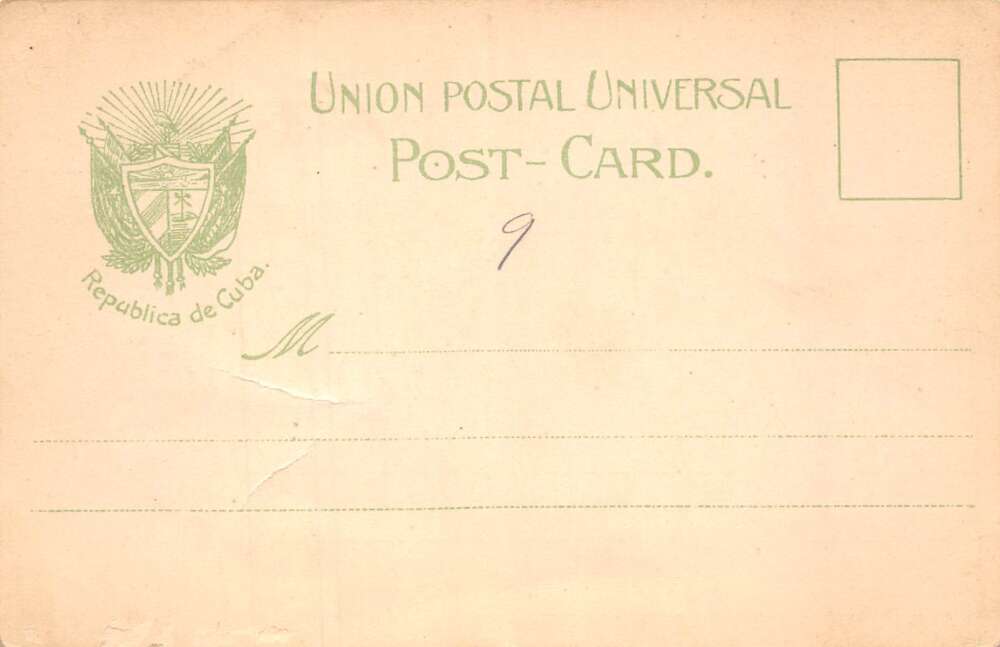 UNION POSTAL UNIVERSAL
POST-CARD.
9
Republica de Cuba.
M